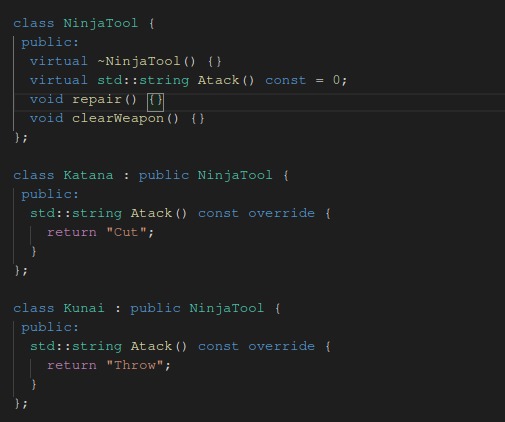 class NinjaTool {
 public:
  virtual ~NinjaTool() {}
  virtual std::string Atack() const = 0;
  void repair() {}
  void clearWeapon() {}
};
class Katana : public NinjaTool {
 public:
  std::string Atack() const override {
    return "Cut";
  }
};
class Kunai : public NinjaTool {
 public:
  std::string Atack() const override {
    return "Throw";
  }
};